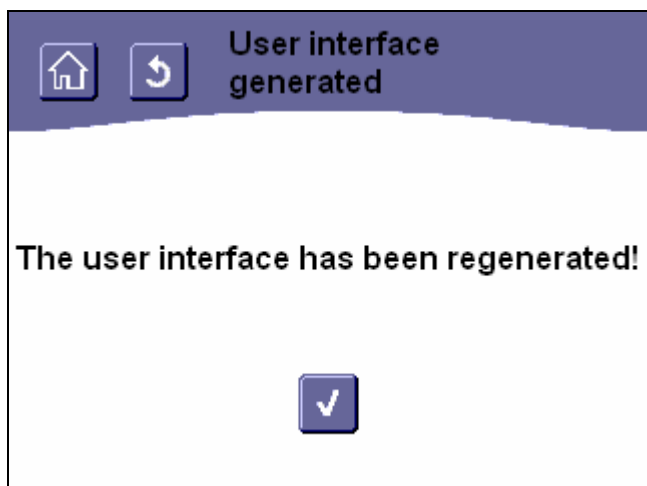 User interface
generated
The user interface has been regenerated!